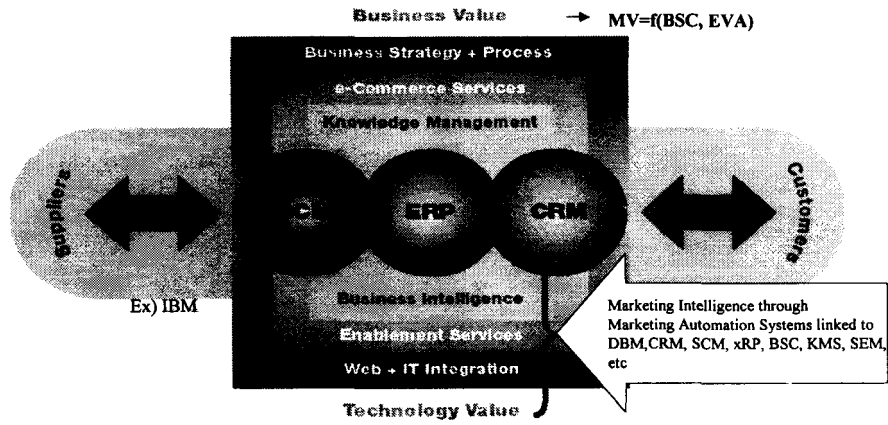 Business Value → MV=f(BSC, EVA)
Business Strategy + Process
e-Commerce Services
Knowledge Management
Suppliers
ERP
CRM
Customers
Ex) IBM
Business Intelligence
Enablement Services
Web + IT Integration
Technology Value
Marketing Intelligence through
Marketing Automation Systems linked to
DBM,CRM, SCM, xRP, BSC, KMS, SEM,
etc